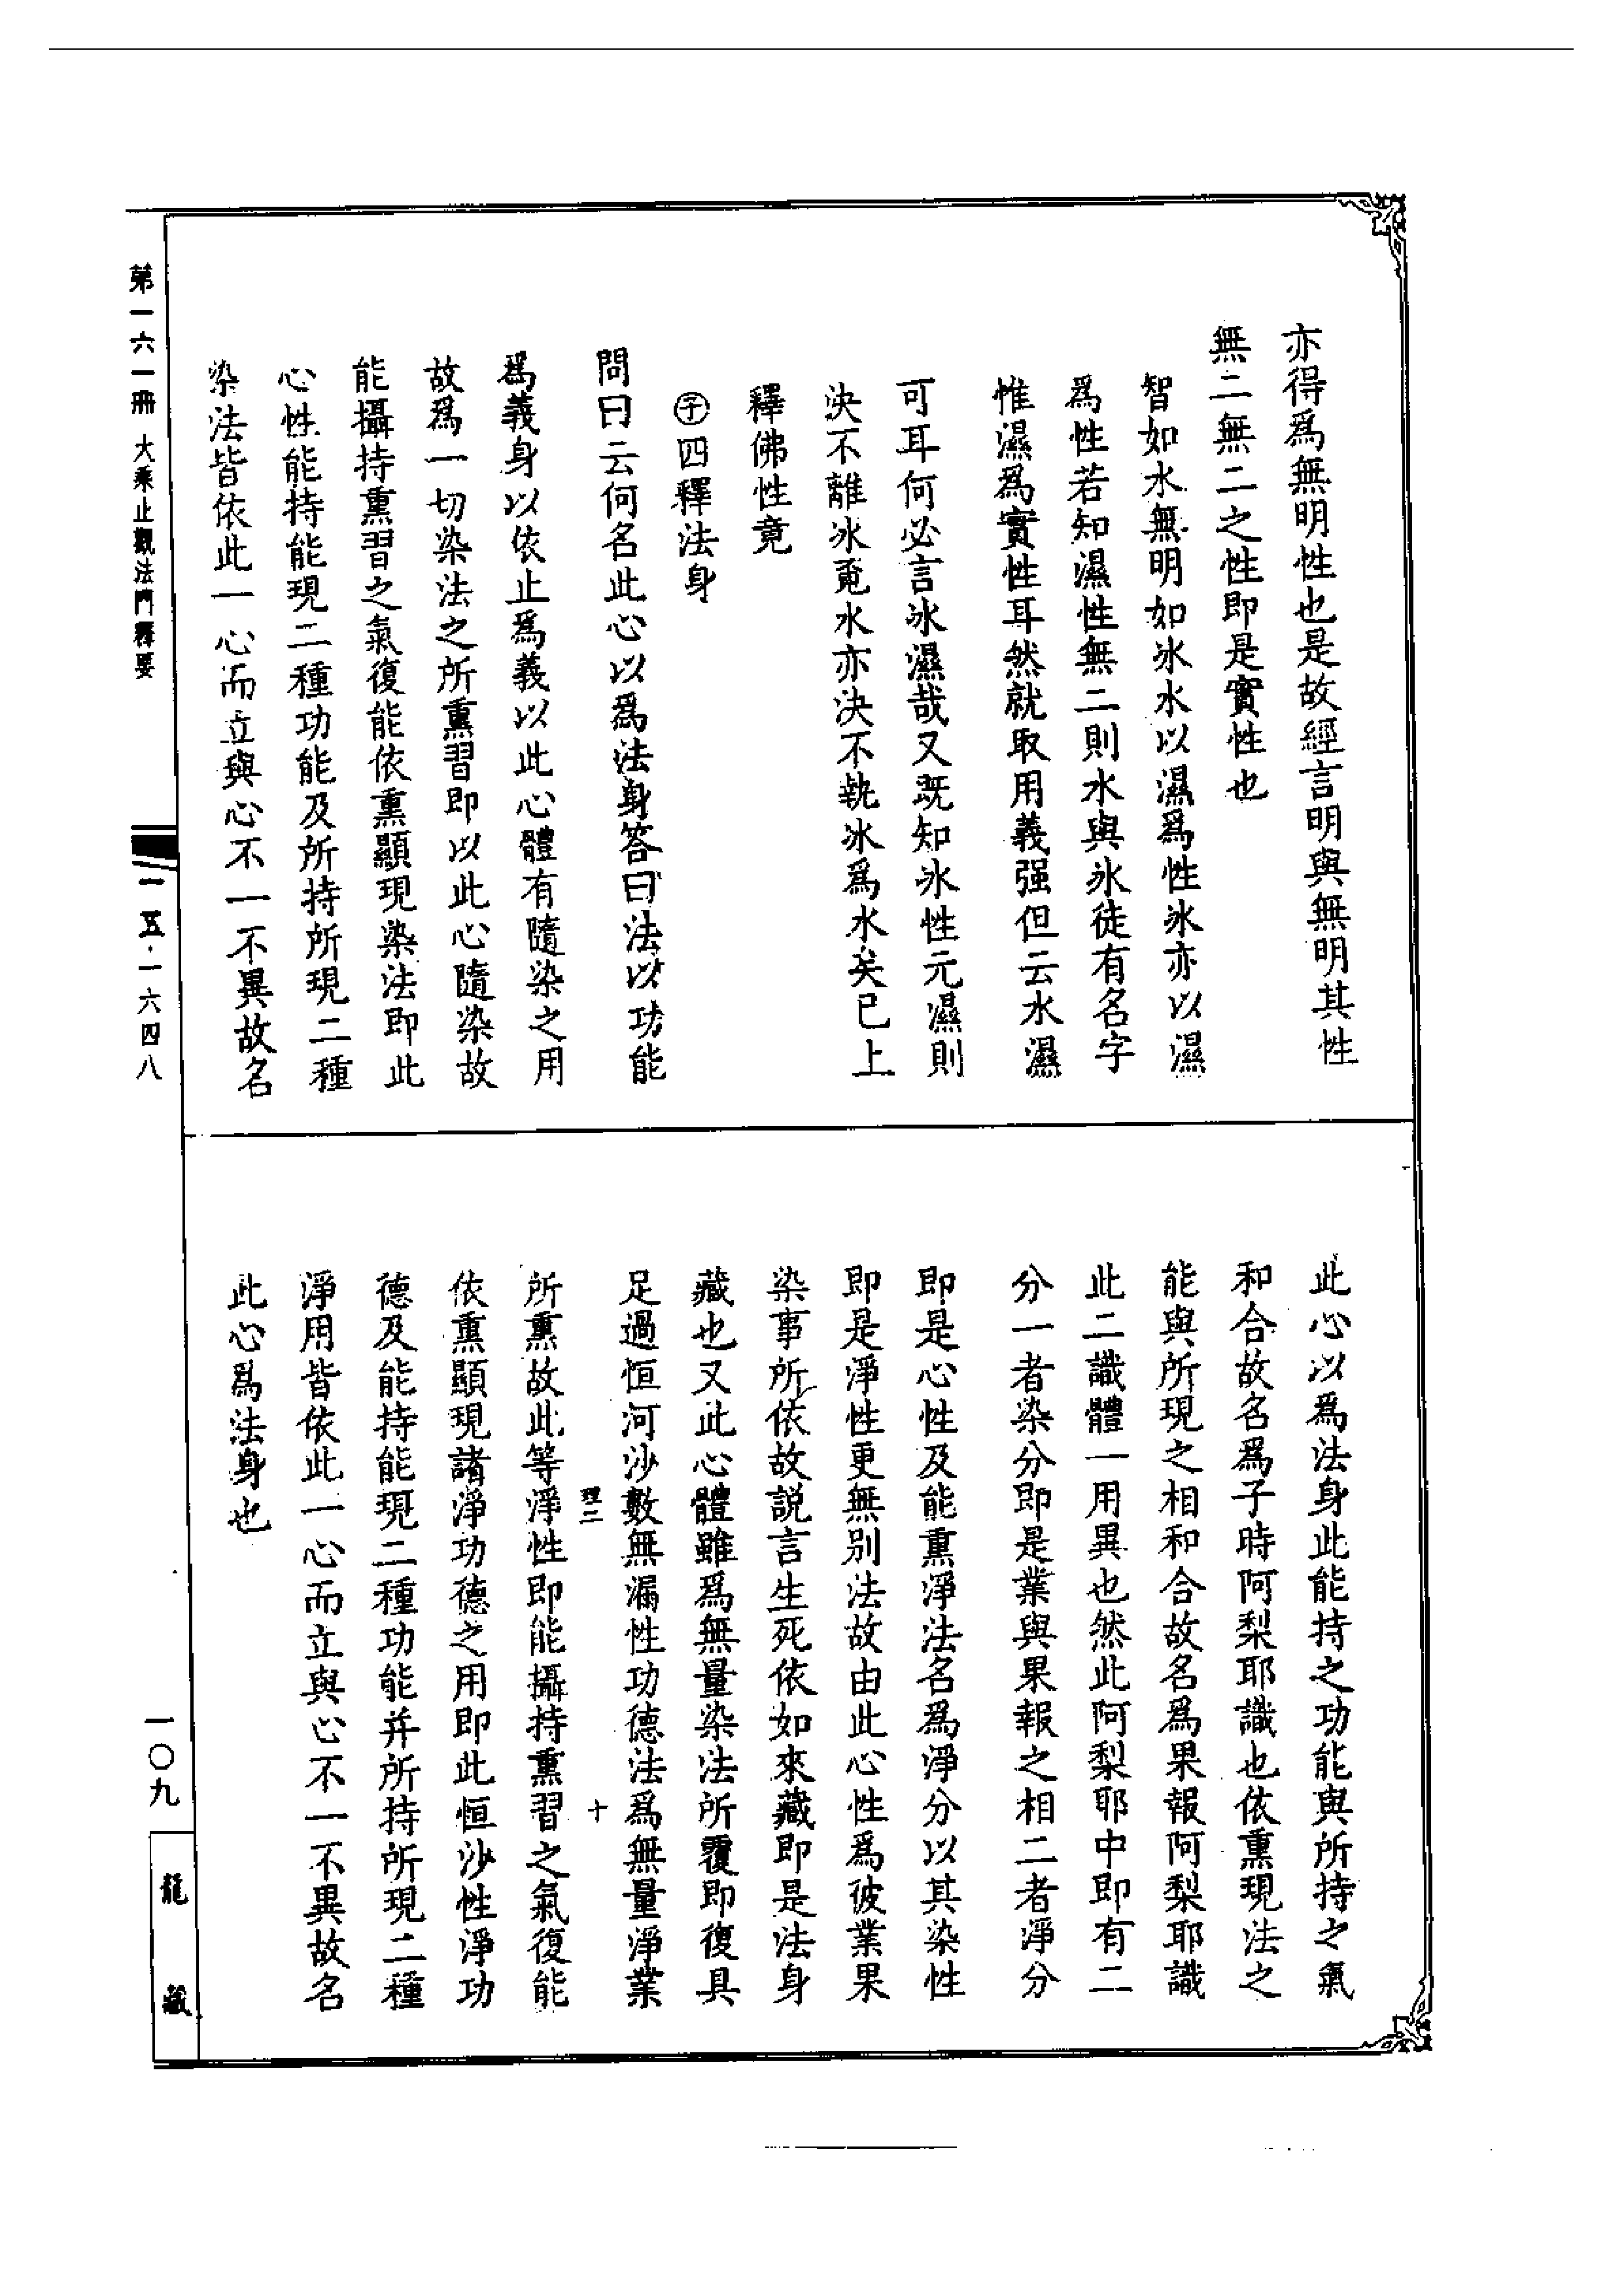 亦得爲無明性也是故經言明與無明其性
無二無二之性即是實性也
智如水無明如冰水以濕爲性冰亦以濕
爲性若知濕性無二則水與氷徒有名字
惟濕爲實性耳然就取用義强但云水濕
可耳何必言冰濕哉又既知冰性元濕則
決不離冰覓水亦决不執冰爲水矣已上
釋佛性竟
㊉四釋法身
問曰云何名此心以爲法身答曰法以功能
爲義身以依止爲義以此心體有隨染之用
故爲一切染法之所熏習即以此心隨染故
能攝持熏習之氣復能依熏顯現染法即此
心性能持能現二種功能及所持所現二種
染法皆依此一心而立與心不一不異故名
此心以爲法身此能持之功能與所持之氣
和合故名爲子時阿梨耶識也依熏現法之
能與所現之相和合故名爲果報阿梨耶識
此二識體一用異也然此阿梨耶中即有二
分一者染分即是業與果報之相二者淨分
即是心性及能熏淨法名爲淨分以其染性
即是淨性更無别法故由此心性爲彼業果
染事所依故説言生死依如來藏即是法身
藏也又此心體雖爲無量染法所覆即復具
足過恒河沙數無漏性功德法爲無量淨業
理二 十
所熏故此等淨性即能攝持熏習之氣復能
依熏顯現諸淨功德之用即此恒沙性淨功
德及能持能現二種功能并所持所現二種
淨用皆依此一心而立與心不一不異故名
此心爲法身也
第一六一冊 大乘止觀法門釋要
一五·一六四八
一〇九
龍藏